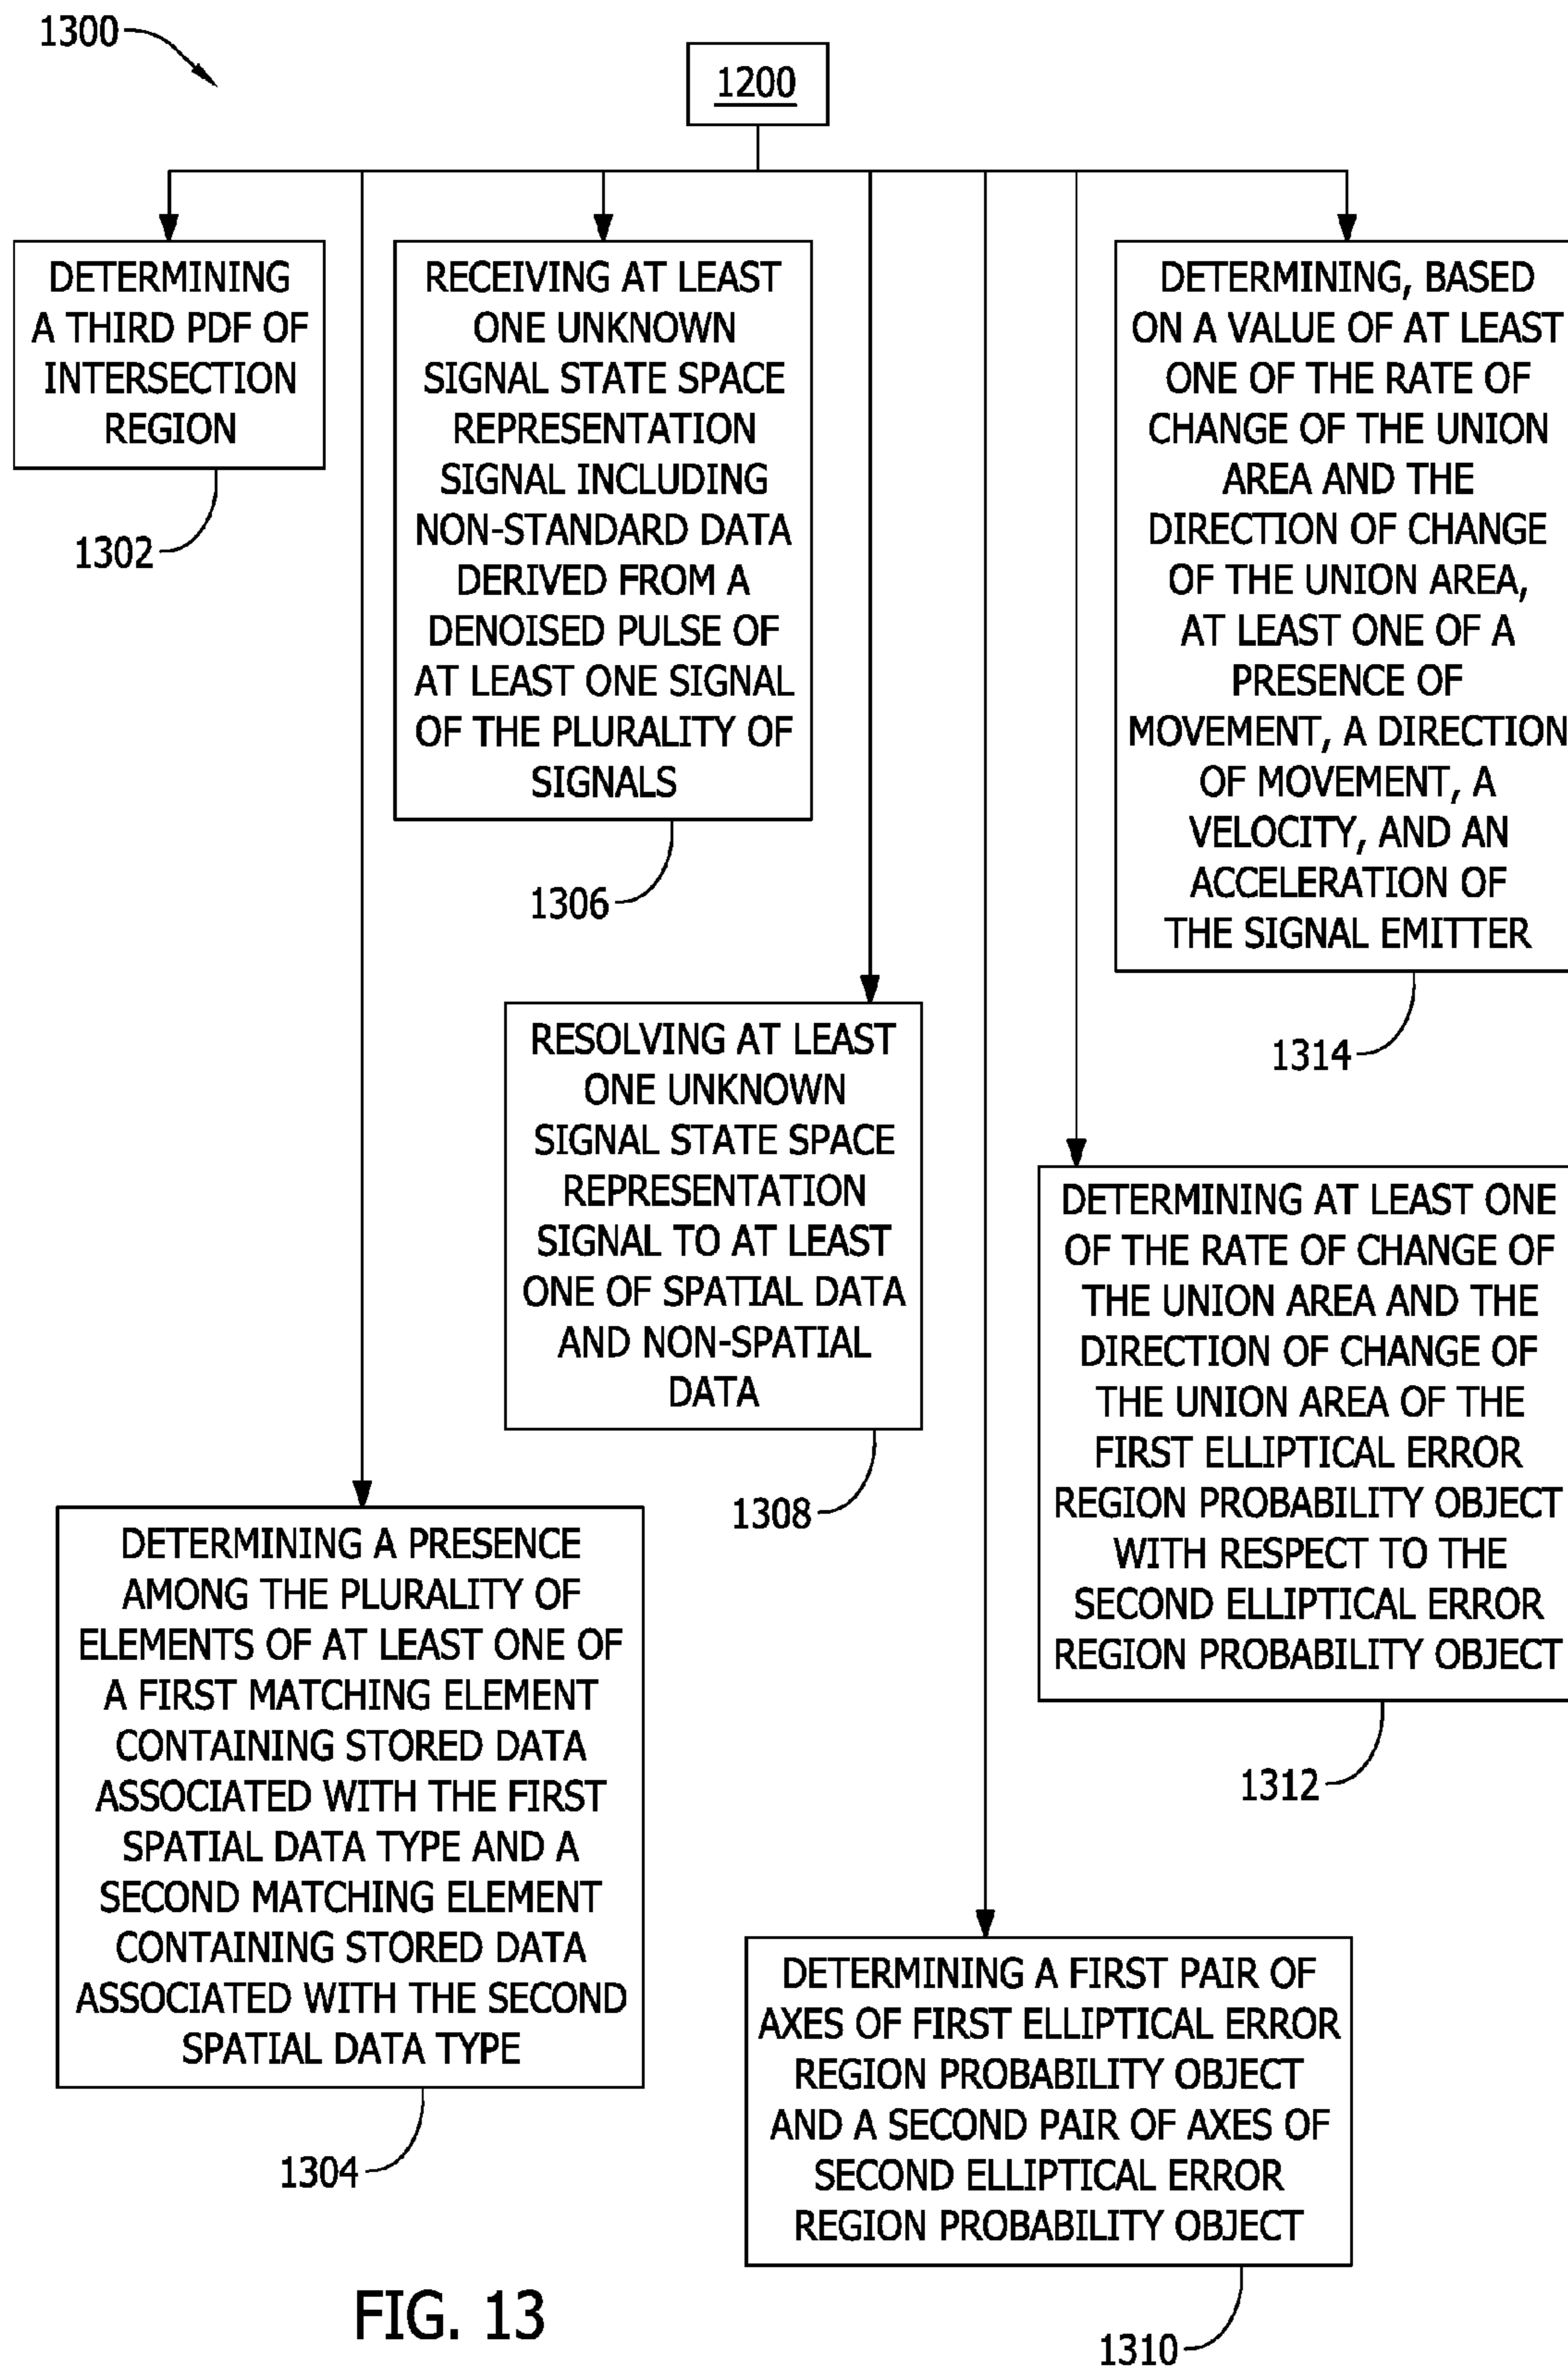 1300
1200
DETERMINING
A THIRD PDF OF
INTERSECTION
REGION
1302
RECEIVING AT LEAST
ONE UNKNOWN
SIGNAL STATE SPACE
REPRESENTATION
SIGNAL INCLUDING
NON-STANDARD DATA
DERIVED FROM A
DENOISED PULSE OF
AT LEAST ONE SIGNAL
OF THE PLURALITY OF
SIGNALS
1306
DETERMINING, BASED
ON A VALUE OF AT LEAST
ONE OF THE RATE OF
CHANGE OF THE UNION
AREA AND THE
DIRECTION OF CHANGE
OF THE UNION AREA,
AT LEAST ONE OF A
PRESENCE OF
MOVEMENT, A DIRECTION
OF MOVEMENT, A
VELOCITY, AND AN
ACCELERATION OF
THE SIGNAL EMITTER
1314
RESOLVING AT LEAST
ONE UNKNOWN
SIGNAL STATE SPACE
REPRESENTATION
SIGNAL TO AT LEAST
ONE OF SPATIAL DATA
AND NON-SPATIAL
DATA
1308
DETERMINING AT LEAST ONE
OF THE RATE OF CHANGE OF
THE UNION AREA AND THE
DIRECTION OF CHANGE OF
THE UNION AREA OF THE
FIRST ELLIPTICAL ERROR
REGION PROBABILITY OBJECT
WITH RESPECT TO THE
SECOND ELLIPTICAL ERROR
REGION PROBABILITY OBJECT
1312
DETERMINING A PRESENCE
AMONG THE PLURALITY OF
ELEMENTS OF AT LEAST ONE OF
A FIRST MATCHING ELEMENT
CONTAINING STORED DATA
ASSOCIATED WITH THE FIRST
SPATIAL DATA TYPE AND A
SECOND MATCHING ELEMENT
CONTAINING STORED DATA
ASSOCIATED WITH THE SECOND
SPATIAL DATA TYPE
1304
DETERMINING A FIRST PAIR OF
AXES OF FIRST ELLIPTICAL ERROR
REGION PROBABILITY OBJECT
AND A SECOND PAIR OF AXES OF
SECOND ELLIPTICAL ERROR
REGION PROBABILITY OBJECT
1310
FIG. 13